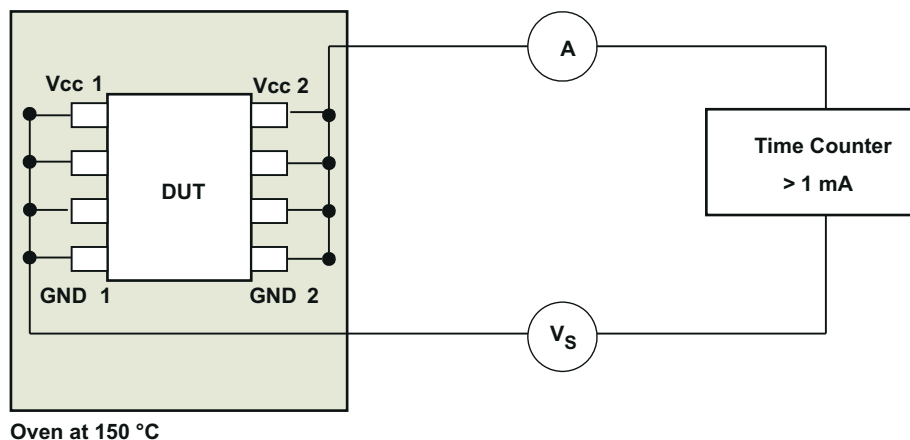 Vcc 1
Vcc 2
DUT
GND 1
GND 2
A
Time Counter
> 1 mA
VS
Oven at 150 °C